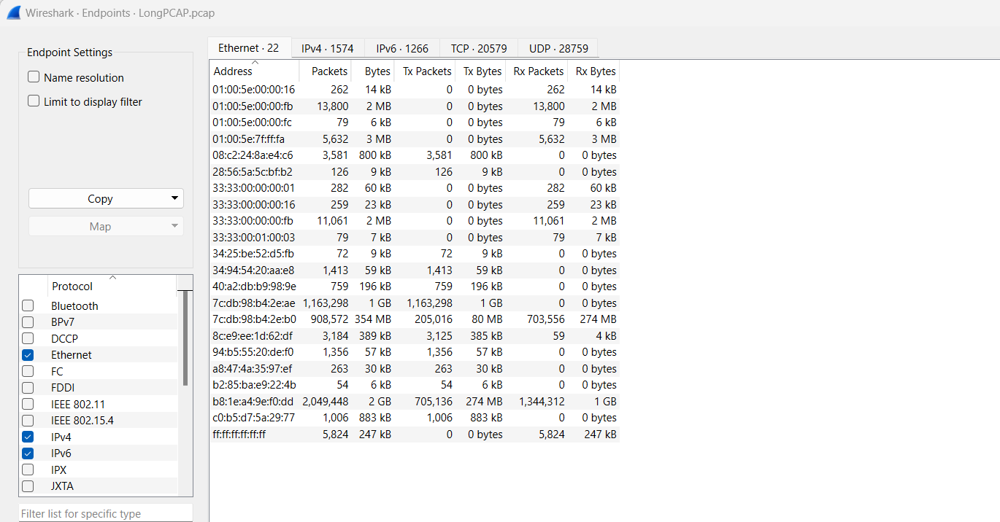 Wireshark · Endpoints · LongPCAP.pcap
Endpoint Settings
Name resolution
Limit to display filter
Copy
Map
Protocol
Bluetooth
BPv7
DCCP
Ethernet
FC
FDDI
IEEE 802.11
IEEE 802.15.4
IPv4
IPv6
IPX
JXTA
Filter list for specific type
Ethernet · 22 IPv4 · 1574 IPv6 · 1266 TCP · 20579 UDP · 28759
Address Packets Bytes Tx Packets Tx Bytes Rx Packets Rx Bytes
01:00:5e:00:00:16 262 14 kB 0 0 bytes 262 14 kB
01:00:5e:00:00:fb 13,800 2 MB 0 0 bytes 13,800 2 MB
01:00:5e:00:00:fc 79 6 kB 0 0 bytes 79 6 kB
01:00:5e:7f:ff:fa 5,632 3 MB 0 0 bytes 5,632 3 MB
08:c2:24:8a:e4:c6 3,581 800 kB 3,581 800 kB 0 0 bytes
28:56:5a:5c:bf:b2 126 9 kB 126 9 kB 0 0 bytes
33:33:00:00:00:01 282 60 kB 0 0 bytes 282 60 kB
33:33:00:00:00:16 259 23 kB 0 0 bytes 259 23 kB
33:33:00:00:00:fb 11,061 2 MB 0 0 bytes 11,061 2 MB
33:33:00:01:00:03 79 7 kB 0 0 bytes 79 7 kB
34:25:be:52:d5:fb 72 9 kB 72 9 kB 0 0 bytes
34:94:54:20:aa:e8 1,413 59 kB 1,413 59 kB 0 0 bytes
40:a2:db:b9:98:9e 759 196 kB 759 196 kB 0 0 bytes
7c:db:98:b4:2e:ae 1,163,298 1 GB 1,163,298 1 GB 0 0 bytes
7c:db:98:b4:2e:b0 908,572 354 MB 205,016 80 MB 703,556 274 MB
8c:e9:ee:1d:62:df 3,184 389 kB 3,125 385 kB 59 4 kB
94:b5:55:20:de:f0 1,356 57 kB 1,356 57 kB 0 0 bytes
a8:47:4a:35:97:ef 263 30 kB 263 30 kB 0 0 bytes
b2:85:ba:e9:22:4b 54 6 kB 54 6 kB 0 0 bytes
b8:1e:a4:9e:f0:dd 2,049,448 2 GB 705,136 274 MB 1,344,312 1 GB
c0:b5:d7:5a:29:77 1,006 883 kB 1,006 883 kB 0 0 bytes
ff:ff:ff:ff:ff:ff 5,824 247 kB 0 0 bytes 5,824 247 kB